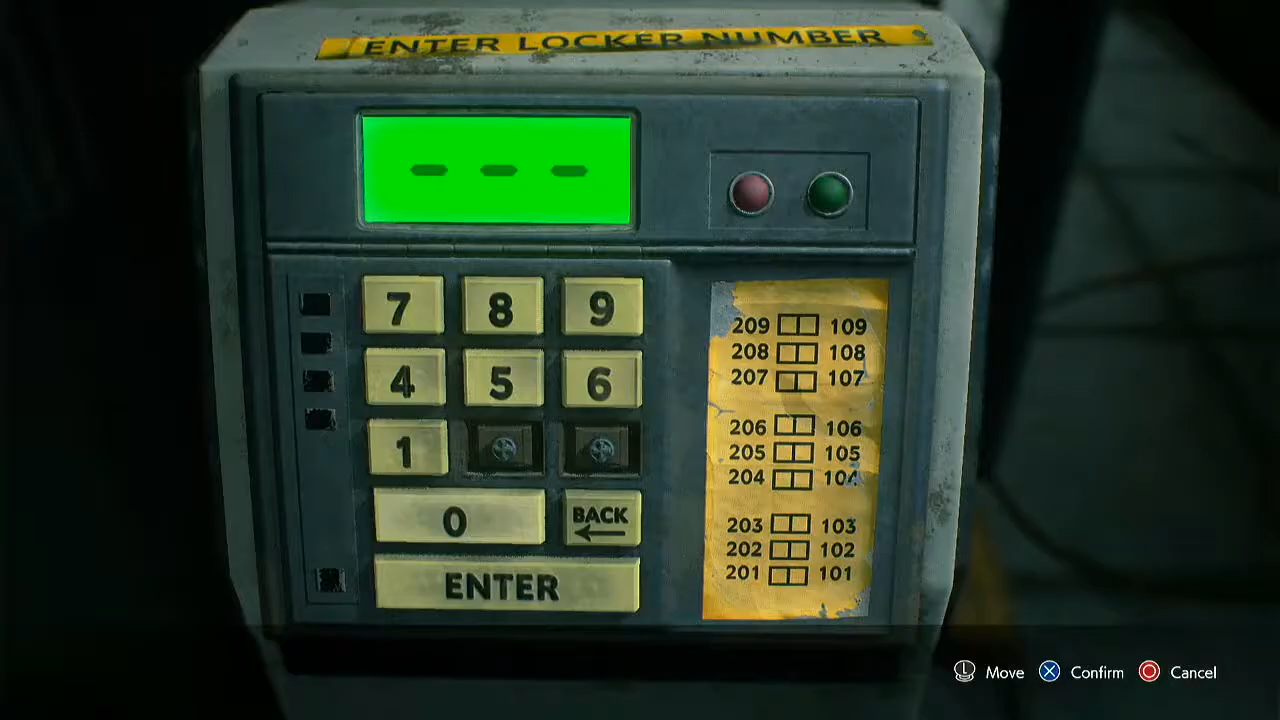 ENTER LOCKER NUMBER
- - -
7 8 9
4 5 6
1
0 BACK
ENTER
209 109
208 108
207 107
206 106
205 105
204 104
203 103
202 102
201 101
Move Confirm Cancel